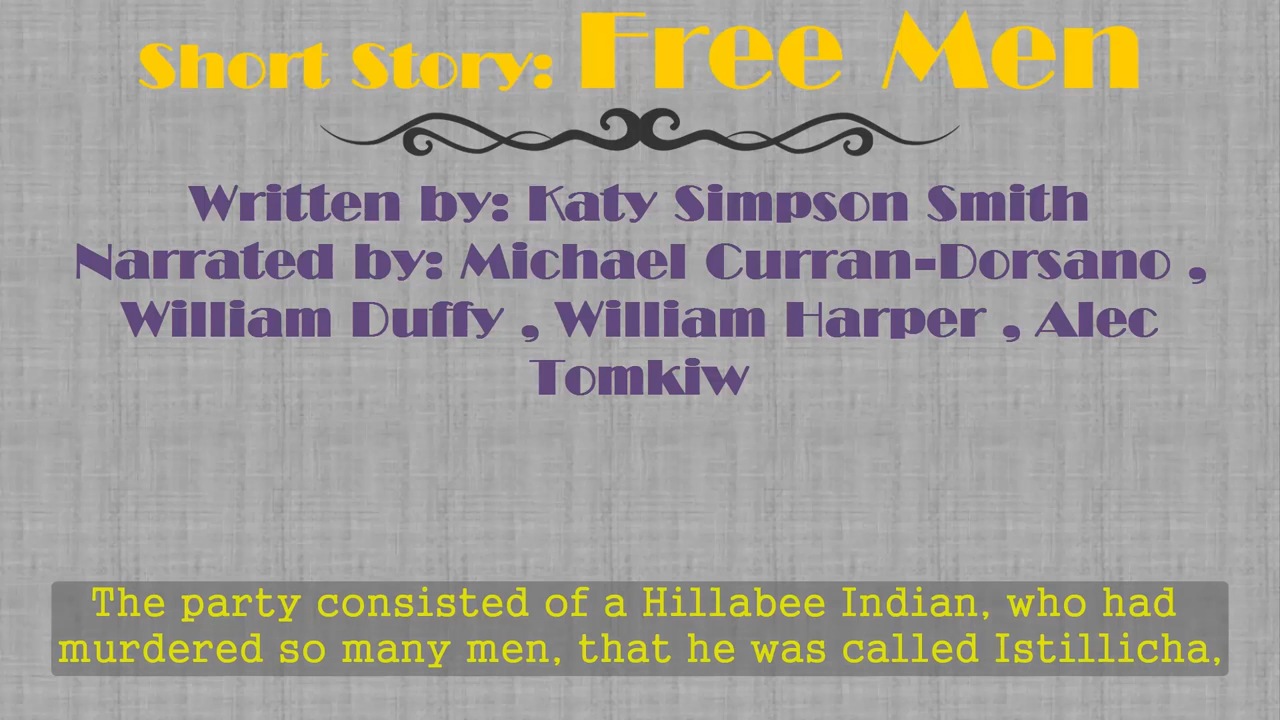 Short Story: Free Men
Written by: Katy Simpson Smith
Narrated by: Michael Curran-Dorsano ,
William Duffy , William Harper , Alec
Tomkiw
The party consisted of a Hillabee Indian, who had
murdered so many men, that he was called Istillicha,